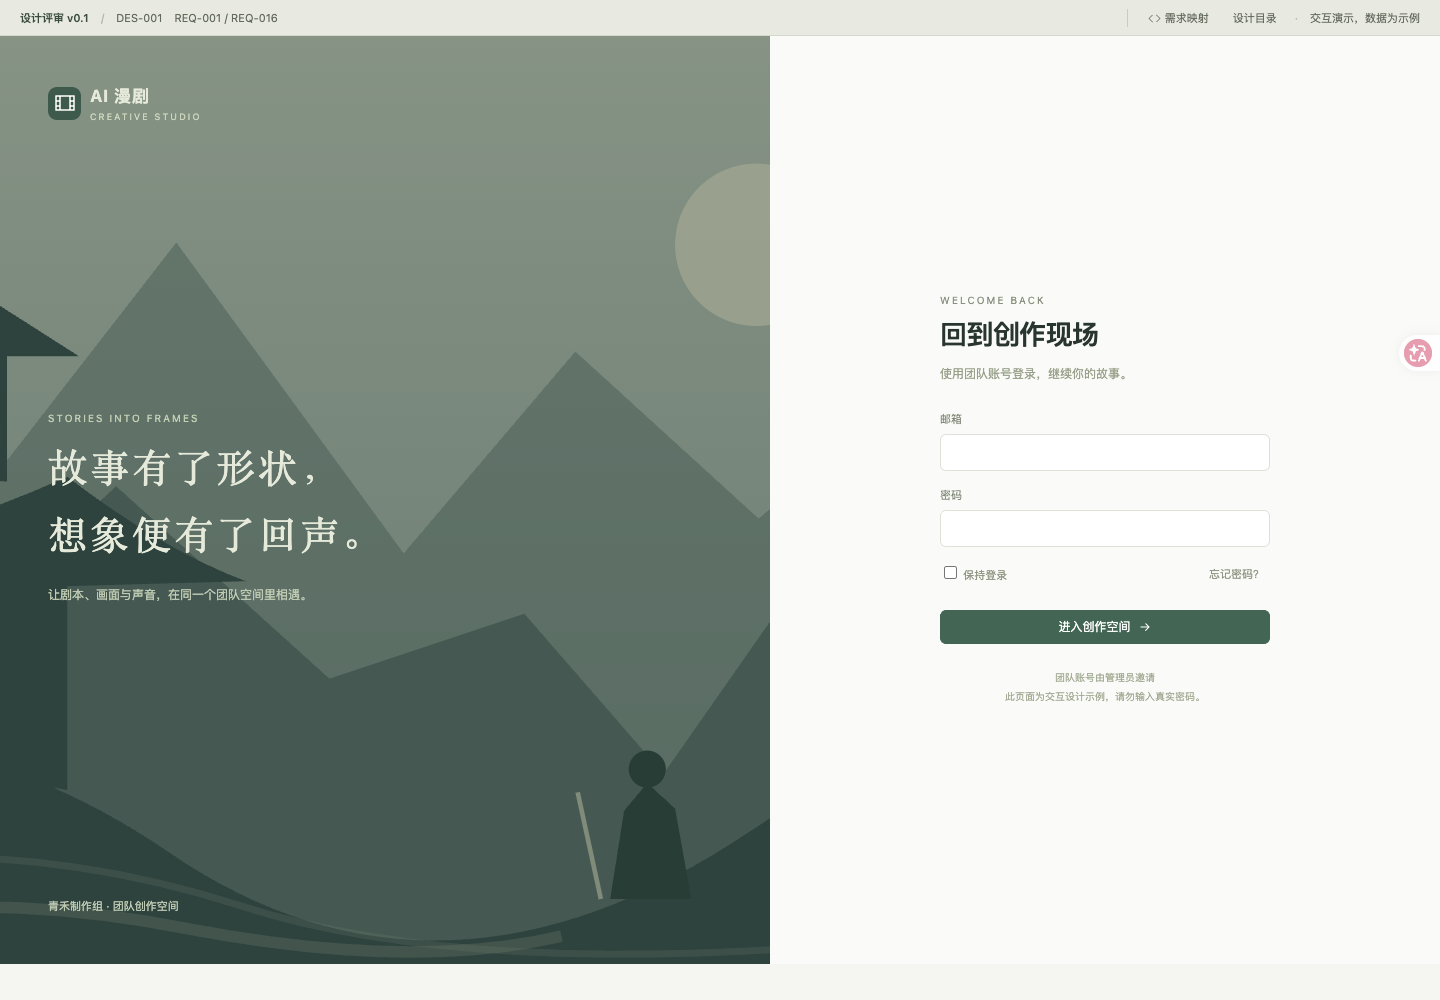 设计评审 v0.1 / DES-001 REQ-001 / REQ-016
<> 需求映射 设计目录 · 交互演示，数据为示例
AI 漫剧
CREATIVE STUDIO
STORIES INTO FRAMES
故事有了形状，
想象便有了回声。
让剧本、画面与声音，在同一个团队空间里相遇。
青禾制作组 · 团队创作空间
WELCOME BACK
回到创作现场
使用团队账号登录，继续你的故事。
邮箱
密码
保持登录 忘记密码?
进入创作空间 →
团队账号由管理员邀请
此页面为交互设计示例，请勿输入真实密码。